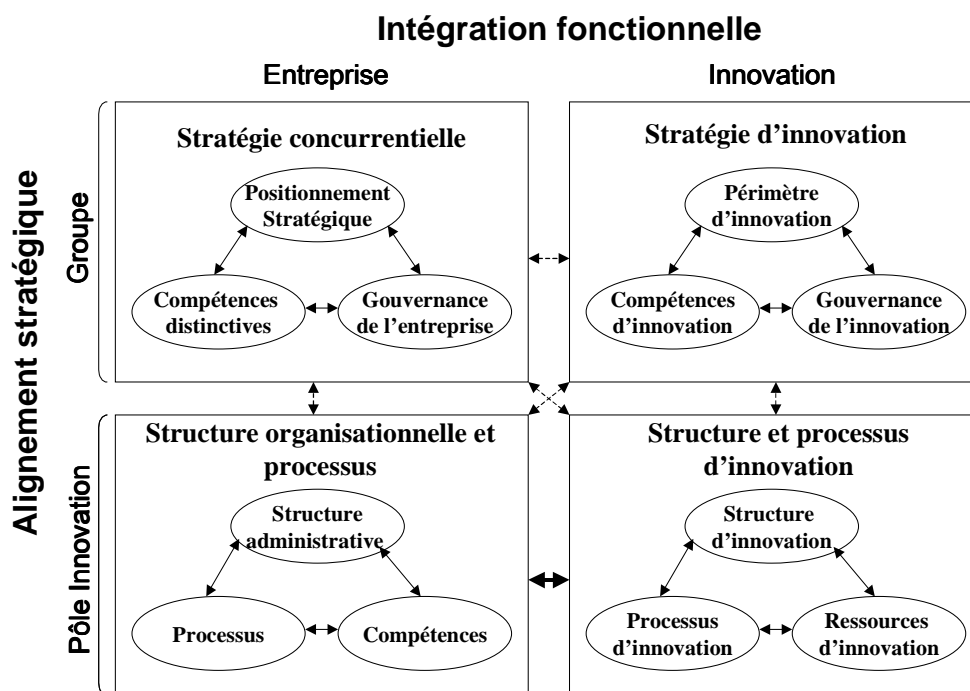 Intégration fonctionnelle
Entreprise
Innovation
Alignement stratégique
Groupe
Stratégie concurrentielle
Positionnement
Stratégique
Compétences
distinctives
Gouvernance
de l'entreprise
Stratégie d'innovation
Périmètre
d'innovation
Compétences
d'innovation
Gouvernance
de l'innovation
Pôle Innovation
Structure organisationnelle et
processus
Structure
administrative
Processus
Compétences
Structure et processus
d'innovation
Structure
d'innovation
Processus
d'innovation
Ressources
d'innovation